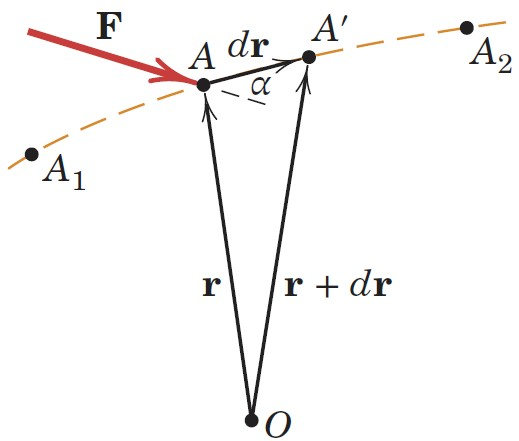 F
A
dr
A′
A₂
α
A₁
r
r + dr
O